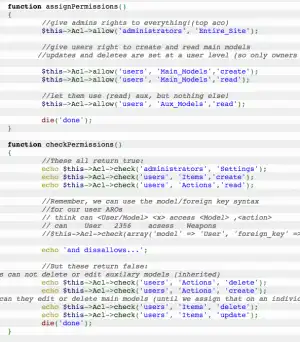 function assignPermissions()
{
//give admins rights to everything!(top aco)
$this->Acl->allow('administrators', 'Entire_Site');
//give users right to create and read main models
//updates and deletes are set at a user level (so only owners
$this->Acl->allow('users', 'Main_Models','create');
$this->Acl->allow('users', 'Main_Models','read');
//let them use (read) aux, but nothing else!
$this->Acl->allow('users', 'Aux_Models','read');
die('done');
}
function checkPermissions()
{
//These all return true:
echo $this->Acl->check('administrators', 'Settings');
echo $this->Acl->check('users', 'Items','create');
echo $this->Acl->check('users', 'Actions','read');
//Remember, we can use the model/foreign key syntax
//for our user AROs
// think can <User/Model> <x> access <Model> ,<action>
// can User 2356 access Weapons
//$this->Acl->check(array('model' => 'User', 'foreign_key' =>
echo 'and disallows...';
//But these return false:
s can not delete or edit auxilary models (inherited)
echo $this->Acl->check('users', 'Actions', 'delete');
echo $this->Acl->check('users', 'Actions', 'create');
can they edit or delete main models (until we assign that on an individ
echo $this->Acl->check('users', 'Items', 'delete');
echo $this->Acl->check('users', 'Items', 'update');
die('done');
}